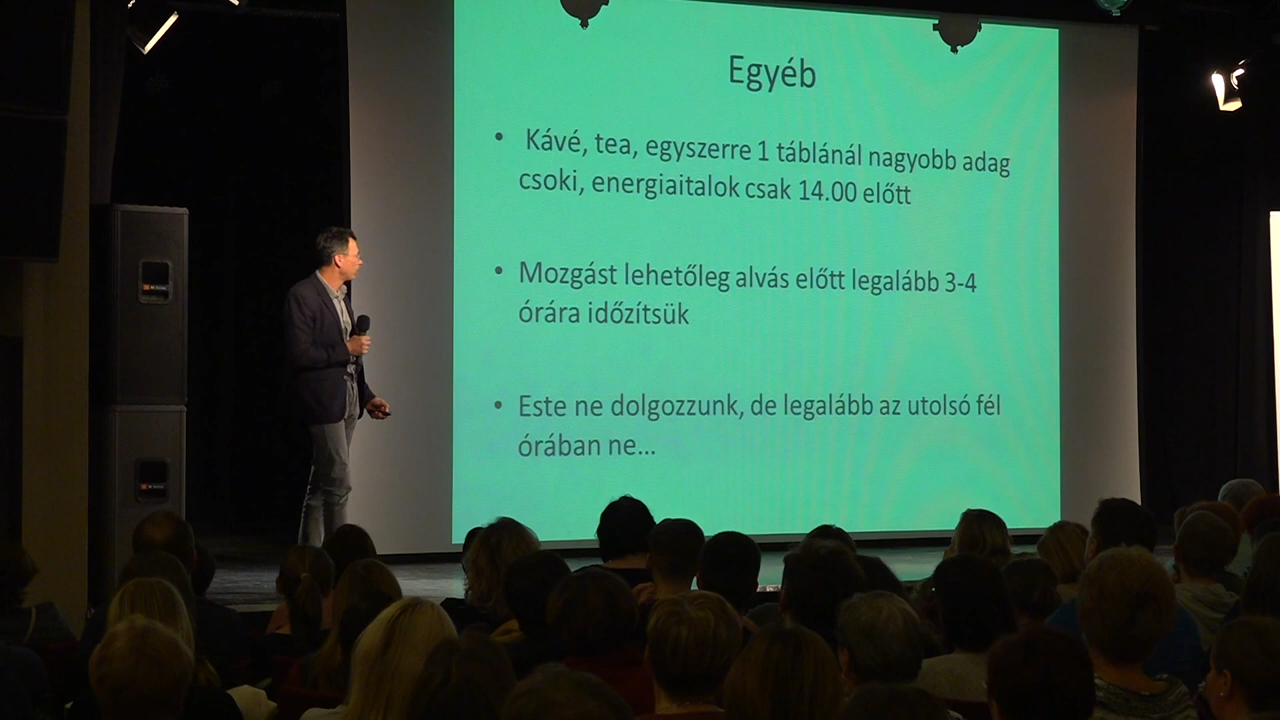 Egyéb
• Kávé, tea, egyszerre 1 táblánál nagyobb adag
csoki, energiaitalok csak 14.00 előtt
• Mozgást lehetőleg alvás előtt legalább 3-4
órára időzítsük
• Este ne dolgozzunk, de legalább az utolsó fél
órában ne...